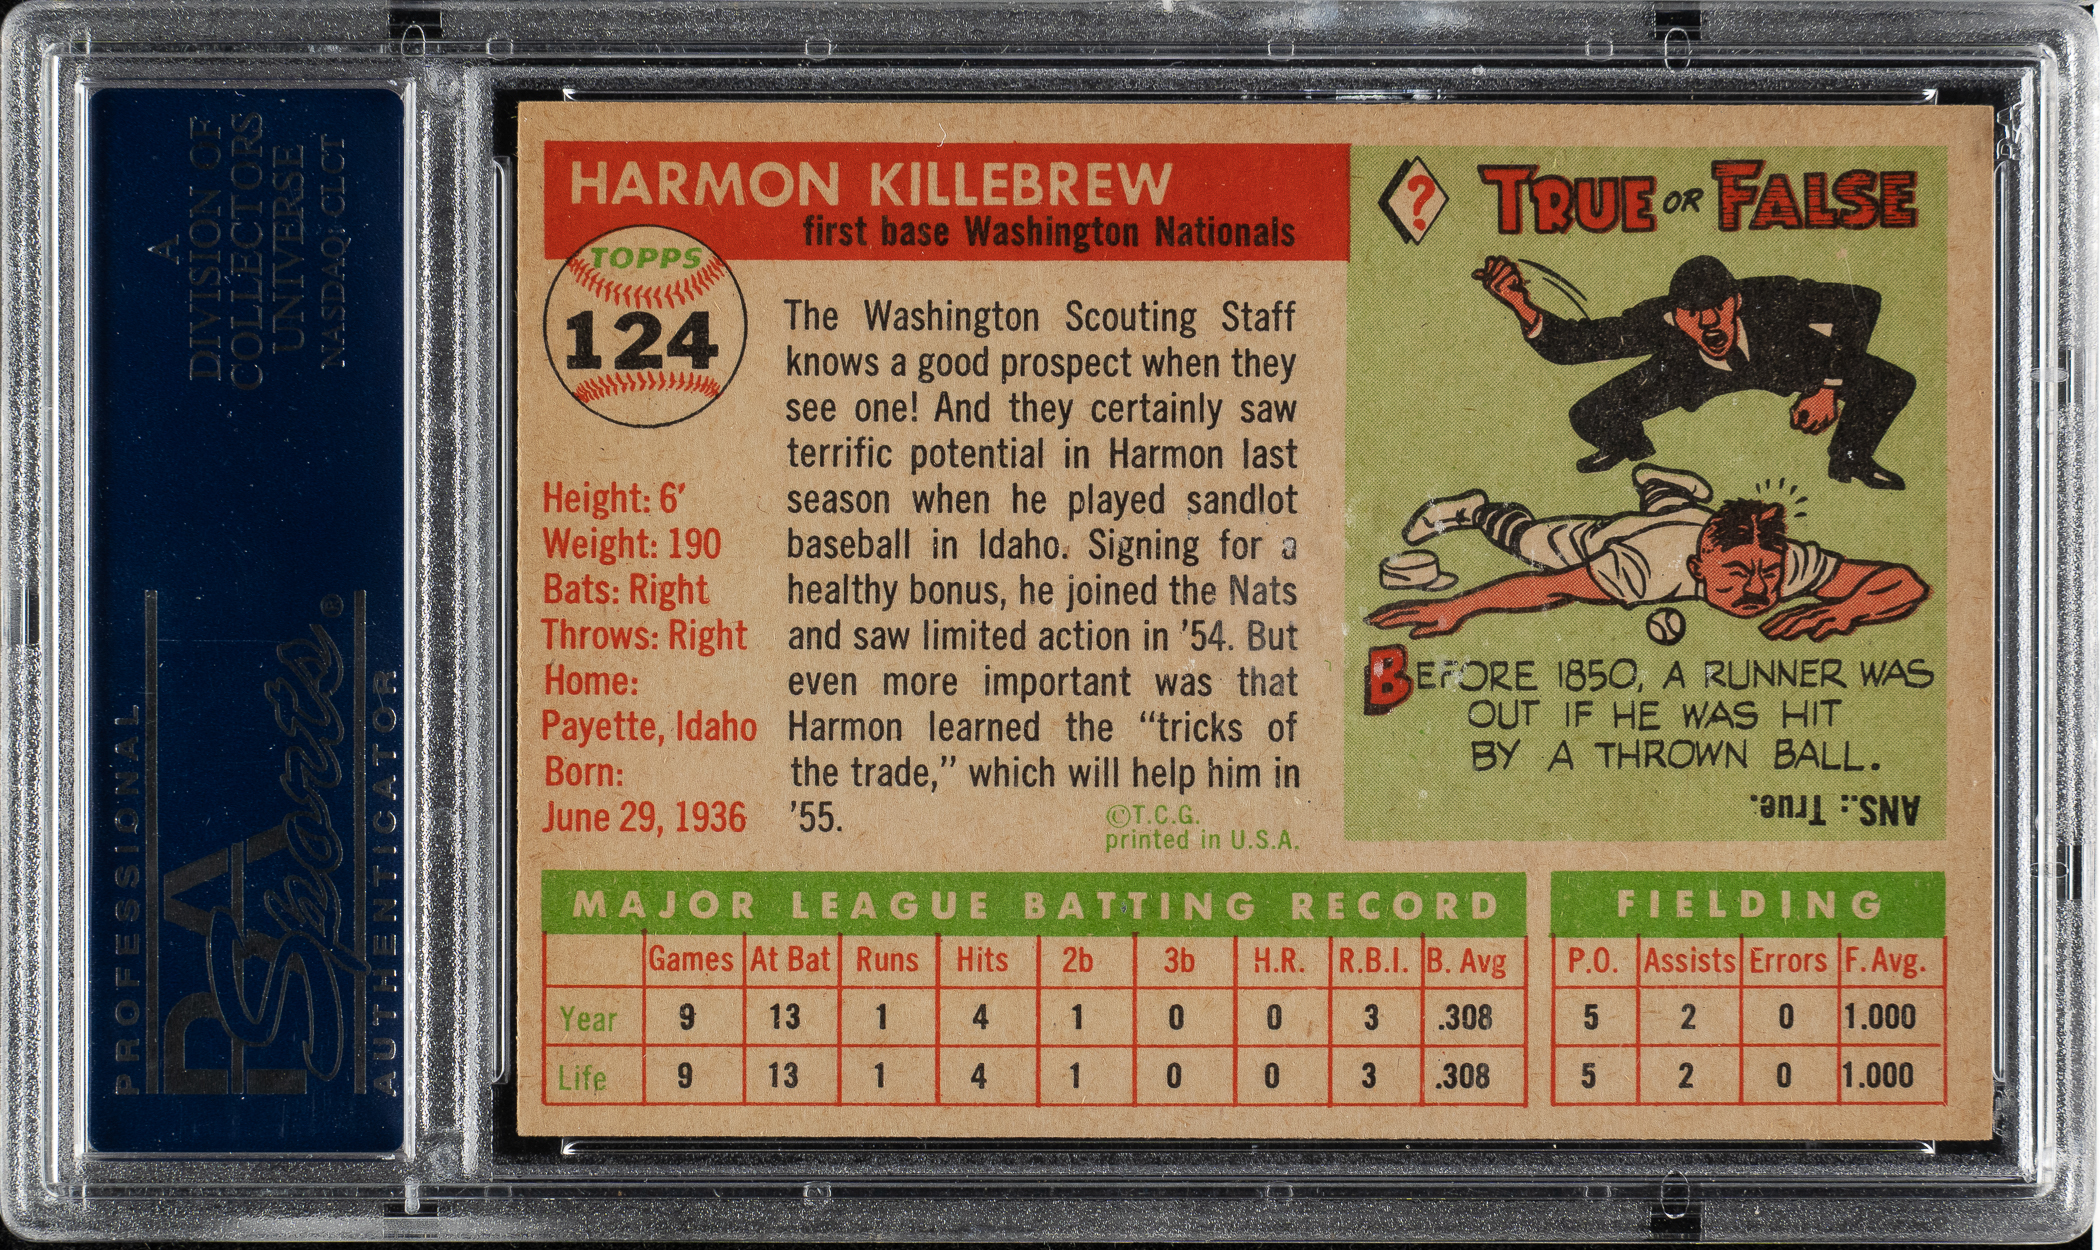 A
DIVISION OF
COLLECTORS
UNIVERSE
NASDAQ: CLCT
PROFESSIONAL
PSA
Sports®
AUTHENTICATOR
HARMON KILLEBREW
first base Washington Nationals
TOPPS
124
Height: 6'
Weight: 190
Bats: Right
Throws: Right
Home:
Payette, Idaho
Born:
June 29, 1936
The Washington Scouting Staff
knows a good prospect when they
see one! And they certainly saw
terrific potential in Harmon last
season when he played sandlot
baseball in Idaho. Signing for a
healthy bonus, he joined the Nats
and saw limited action in '54. But
even more important was that
Harmon learned the “tricks of
the trade,” which will help him in
'55.
©T.C.G.
printed in U.S.A.
?
TRUE OR FALSE
BEFORE 1850, A RUNNER WAS
OUT IF HE WAS HIT
BY A THROWN BALL.
ANS.: True.
MAJOR LEAGUE BATTING RECORD
Games At Bat Runs Hits 2b 3b H.R. R.B.I. B. Avg
Year 9 13 1 4 1 0 0 3 .308
Life 9 13 1 4 1 0 0 3 .308
FIELDING
P.O. Assists Errors F. Avg.
5 2 0 1.000
5 2 0 1.000